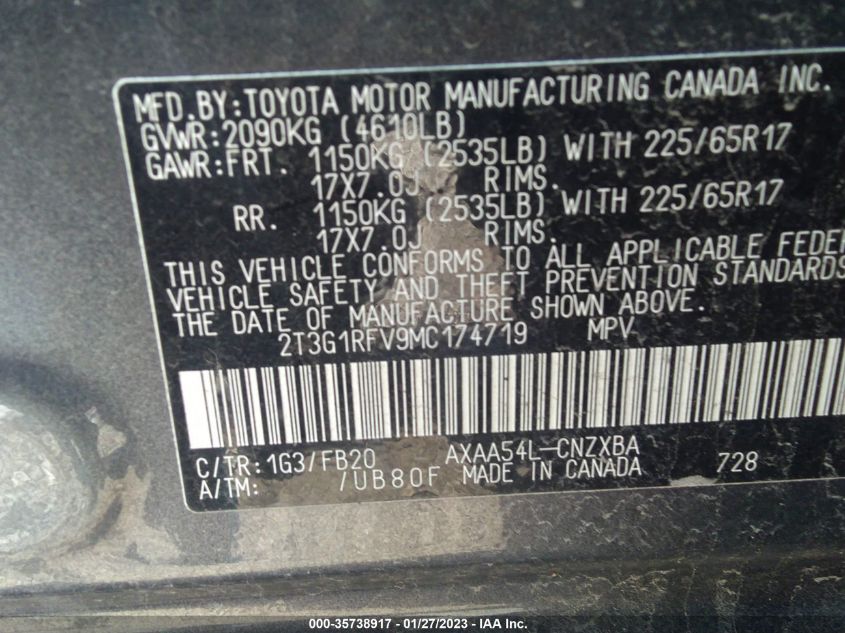 MFD.BY:TOYOTA MOTOR MANUFACTURING CANADA INC.
GVWR:2090KG (4610LB)
GAWR:FRT. 1150KG (2535LB) WITH 225/65R17
17X7.0J RIMS.
RR. 1150KG (2535LB) WITH 225/65R17
17X7.0J RIMS.
THIS VEHICLE CONFORMS TO ALL APPLICABLE FEDER
VEHICLE SAFETY AND THEFT PREVENTION STANDARDS
THE DATE OF MANUFACTURE SHOWN ABOVE.
2T3G1RFV9MC174719 MPV
C/TR:1G3/FB20 AXAA54L-CNZXBA 728
A/TM: /UB80F MADE IN CANADA
000-35738917 - 01/27/2023 - IAA Inc.